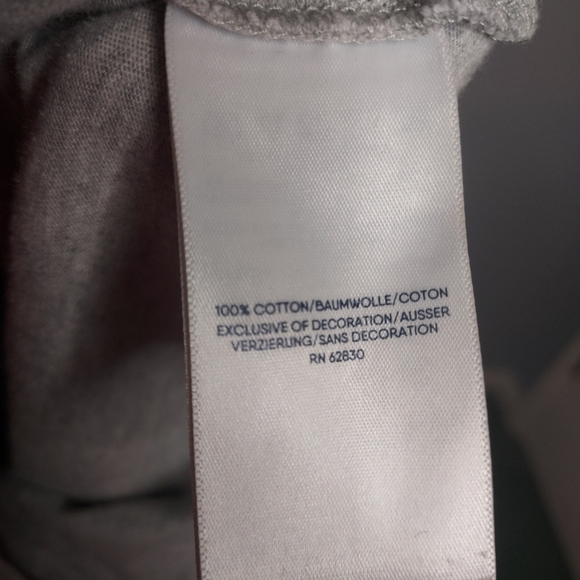 100% COTTON/BAUMWOLLE/COTON
EXCLUSIVE OF DECORATION/AUSSER
VERZIERUNG/SANS DECORATION
RN 62830